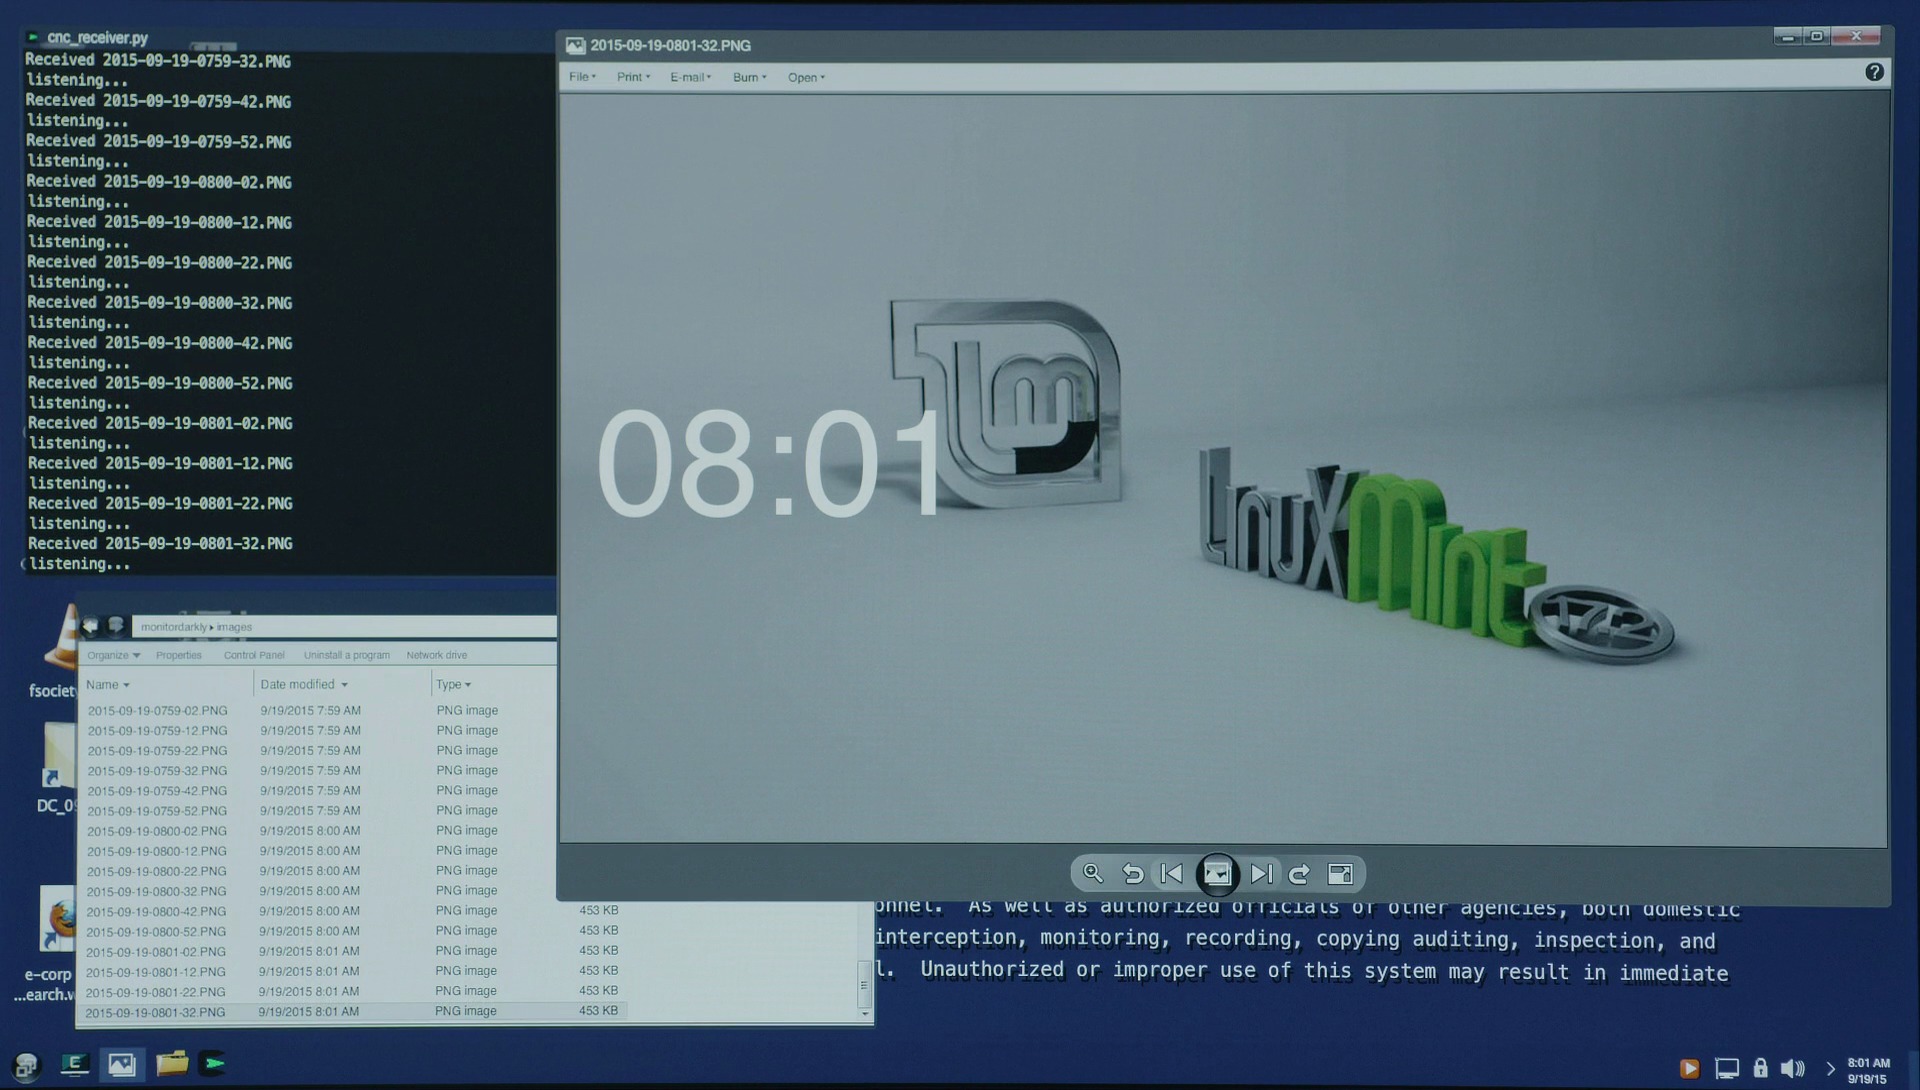 cnc_receiver.py
Received 2015-09-19-0759-32.PNG
listening...
Received 2015-09-19-0759-42.PNG
listening...
Received 2015-09-19-0759-52.PNG
listening...
Received 2015-09-19-0800-02.PNG
listening...
Received 2015-09-19-0800-12.PNG
listening...
Received 2015-09-19-0800-22.PNG
listening...
Received 2015-09-19-0800-32.PNG
listening...
Received 2015-09-19-0800-42.PNG
listening...
Received 2015-09-19-0800-52.PNG
listening...
Received 2015-09-19-0801-02.PNG
listening...
Received 2015-09-19-0801-12.PNG
listening...
Received 2015-09-19-0801-22.PNG
listening...
Received 2015-09-19-0801-32.PNG
listening...
2015-09-19-0801-32.PNG
File Print E-mail Burn Open
?
lm
08:01
LinuxMint
17.2
fsociety
DC_09
e-corp
...earch.w
monitordarkly images
Organize Properties Control Panel Uninstall a program Network drive
Name Date modified Type
2015-09-19-0759-02.PNG 9/19/2015 7:59 AM PNG image
2015-09-19-0759-12.PNG 9/19/2015 7:59 AM PNG image
2015-09-19-0759-22.PNG 9/19/2015 7:59 AM PNG image
2015-09-19-0759-32.PNG 9/19/2015 7:59 AM PNG image
2015-09-19-0759-42.PNG 9/19/2015 7:59 AM PNG image
2015-09-19-0759-52.PNG 9/19/2015 7:59 AM PNG image
2015-09-19-0800-02.PNG 9/19/2015 8:00 AM PNG image
2015-09-19-0800-12.PNG 9/19/2015 8:00 AM PNG image
2015-09-19-0800-22.PNG 9/19/2015 8:00 AM PNG image
2015-09-19-0800-32.PNG 9/19/2015 8:00 AM PNG image
2015-09-19-0800-42.PNG 9/19/2015 8:00 AM PNG image 453 KB
2015-09-19-0800-52.PNG 9/19/2015 8:00 AM PNG image 453 KB
2015-09-19-0801-02.PNG 9/19/2015 8:01 AM PNG image 453 KB
2015-09-19-0801-12.PNG 9/19/2015 8:01 AM PNG image 453 KB
2015-09-19-0801-22.PNG 9/19/2015 8:01 AM PNG image 453 KB
2015-09-19-0801-32.PNG 9/19/2015 8:01 AM PNG image 453 KB
onnel. As well as authorized officials of other agencies, both domestic
interception, monitoring, recording, copying auditing, inspection, and
l. Unauthorized or improper use of this system may result in immediate
E
8:01 AM
9/19/15